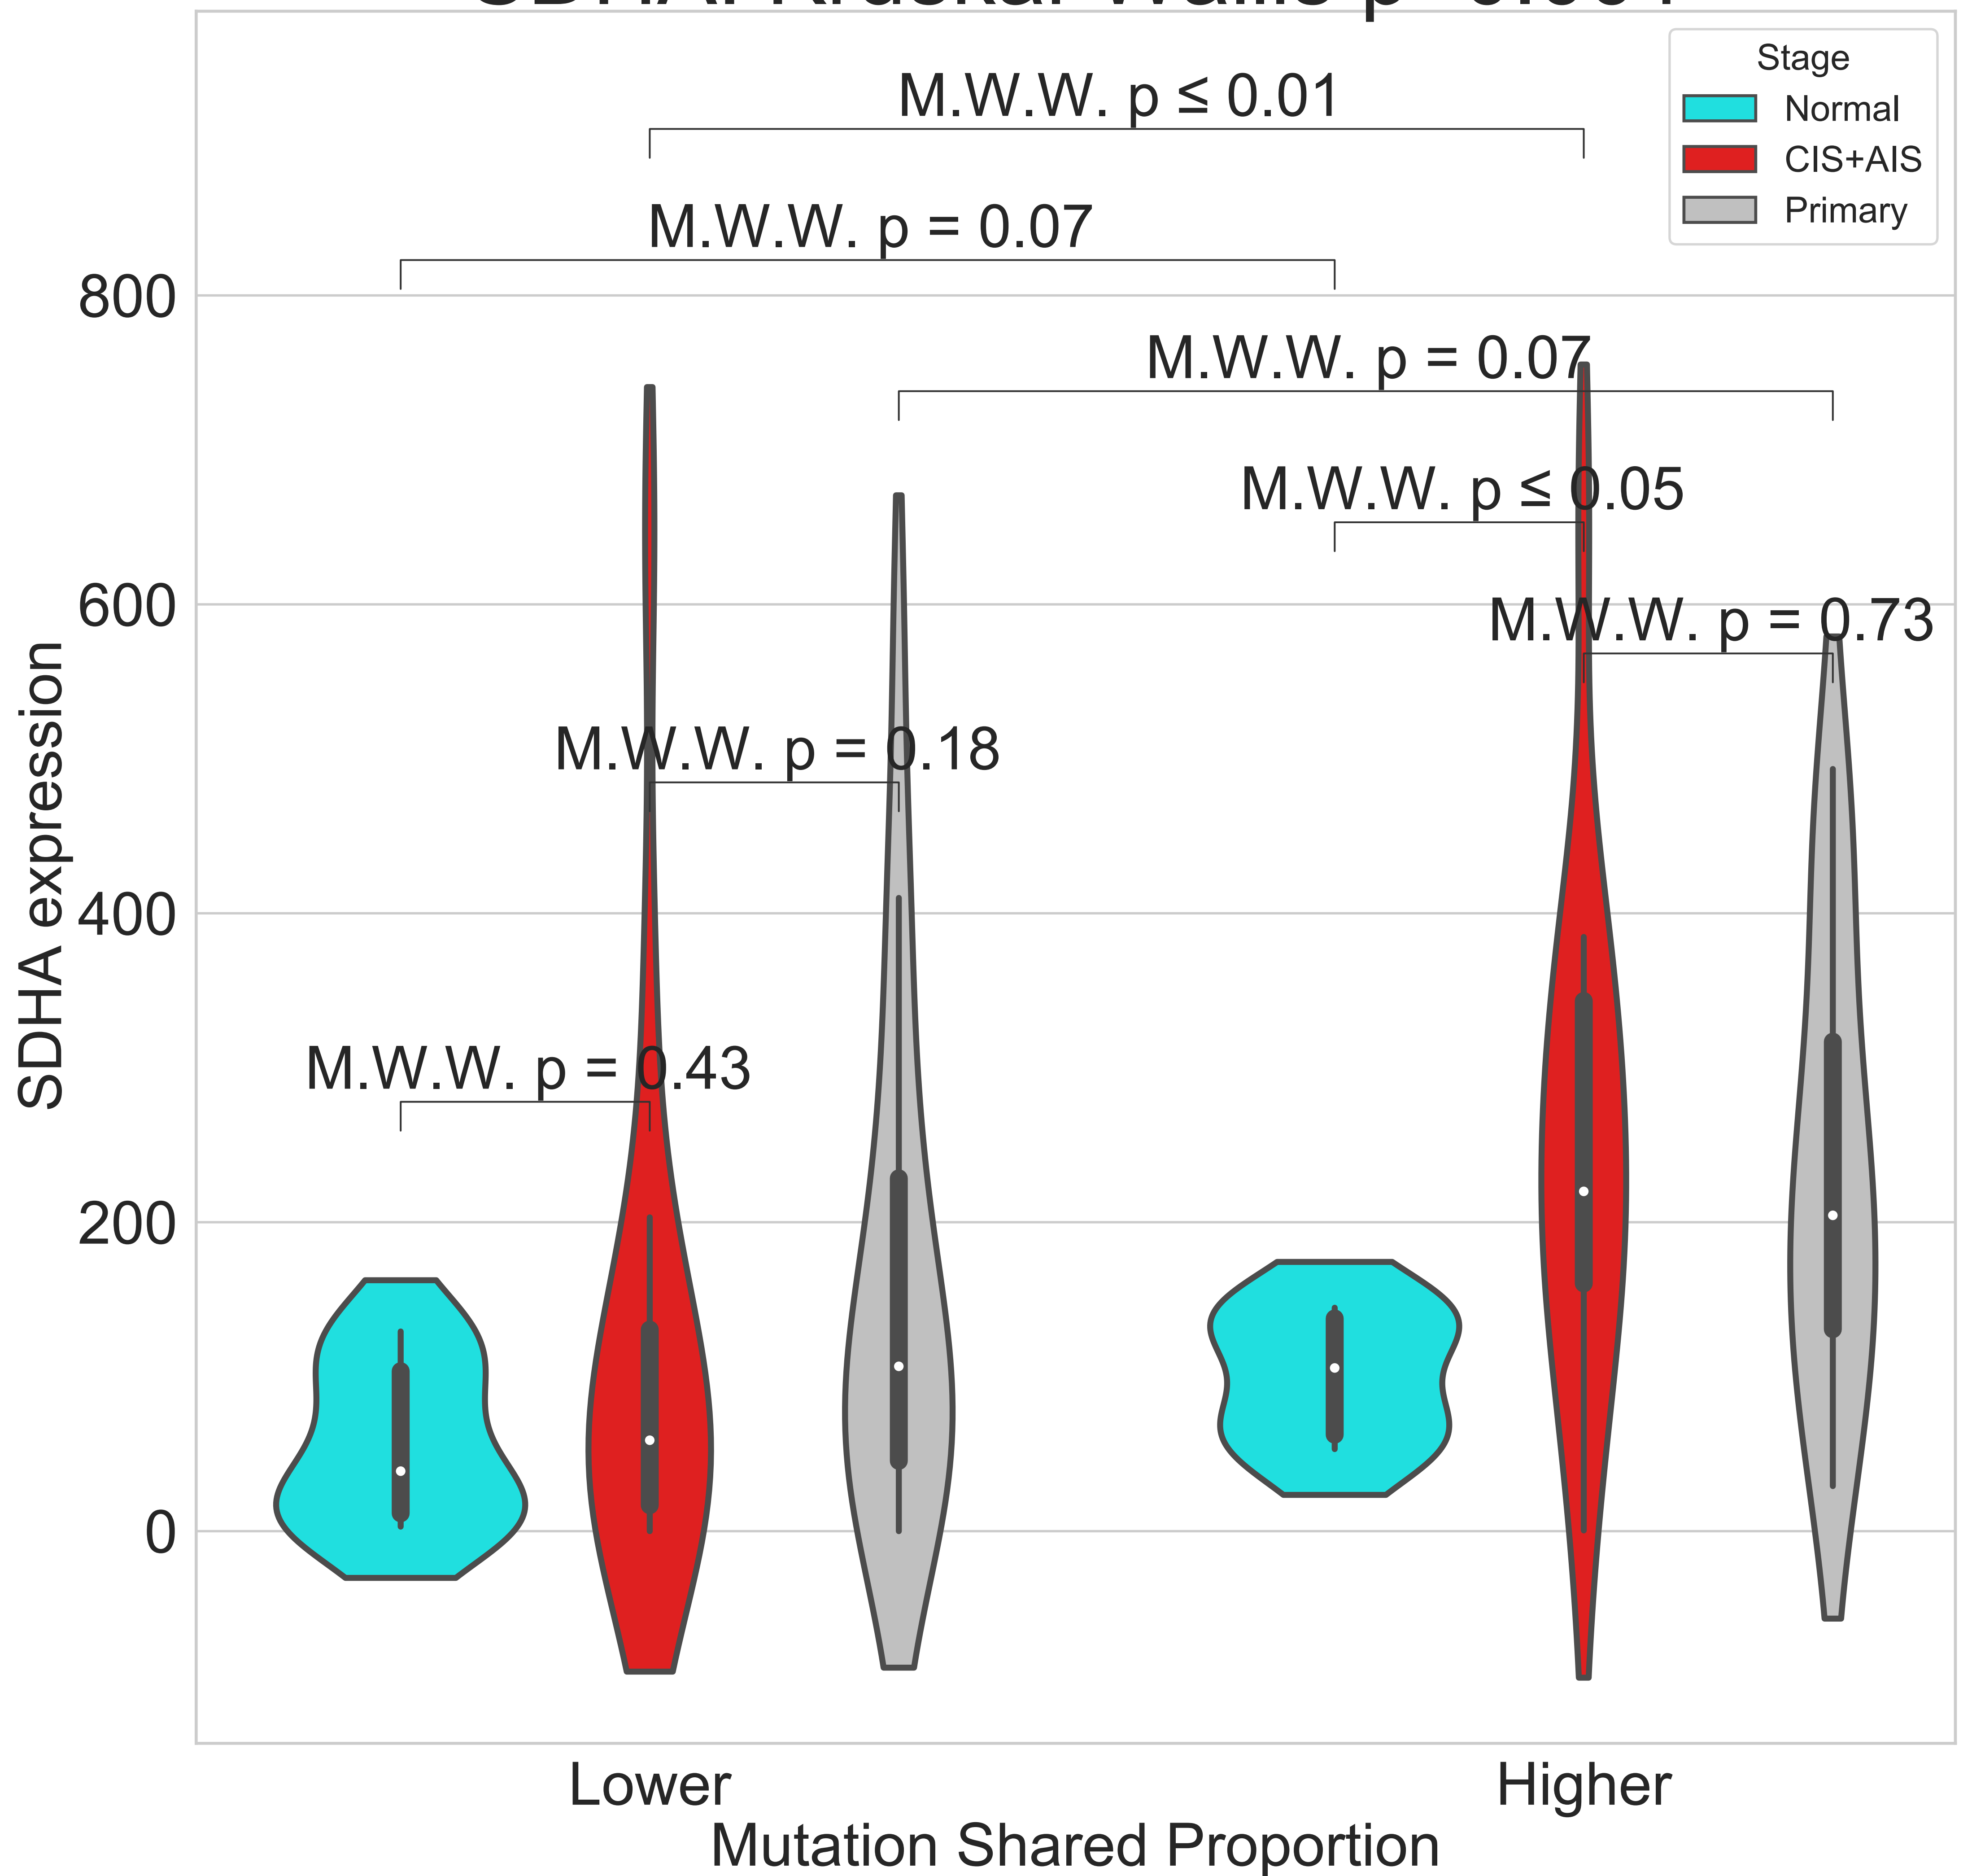 M.W.W. p ≤ 0.01
Stage
Normal
CIS+AIS
Primary
M.W.W. p = 0.07
800
M.W.W. p = 0.07
M.W.W. p ≤ 0.05
600
M.W.W. p = 0.73
M.W.W. p = 0.18
400
M.W.W. p = 0.43
200
0
SDHA expression
Lower
Higher
Mutation Shared Proportion